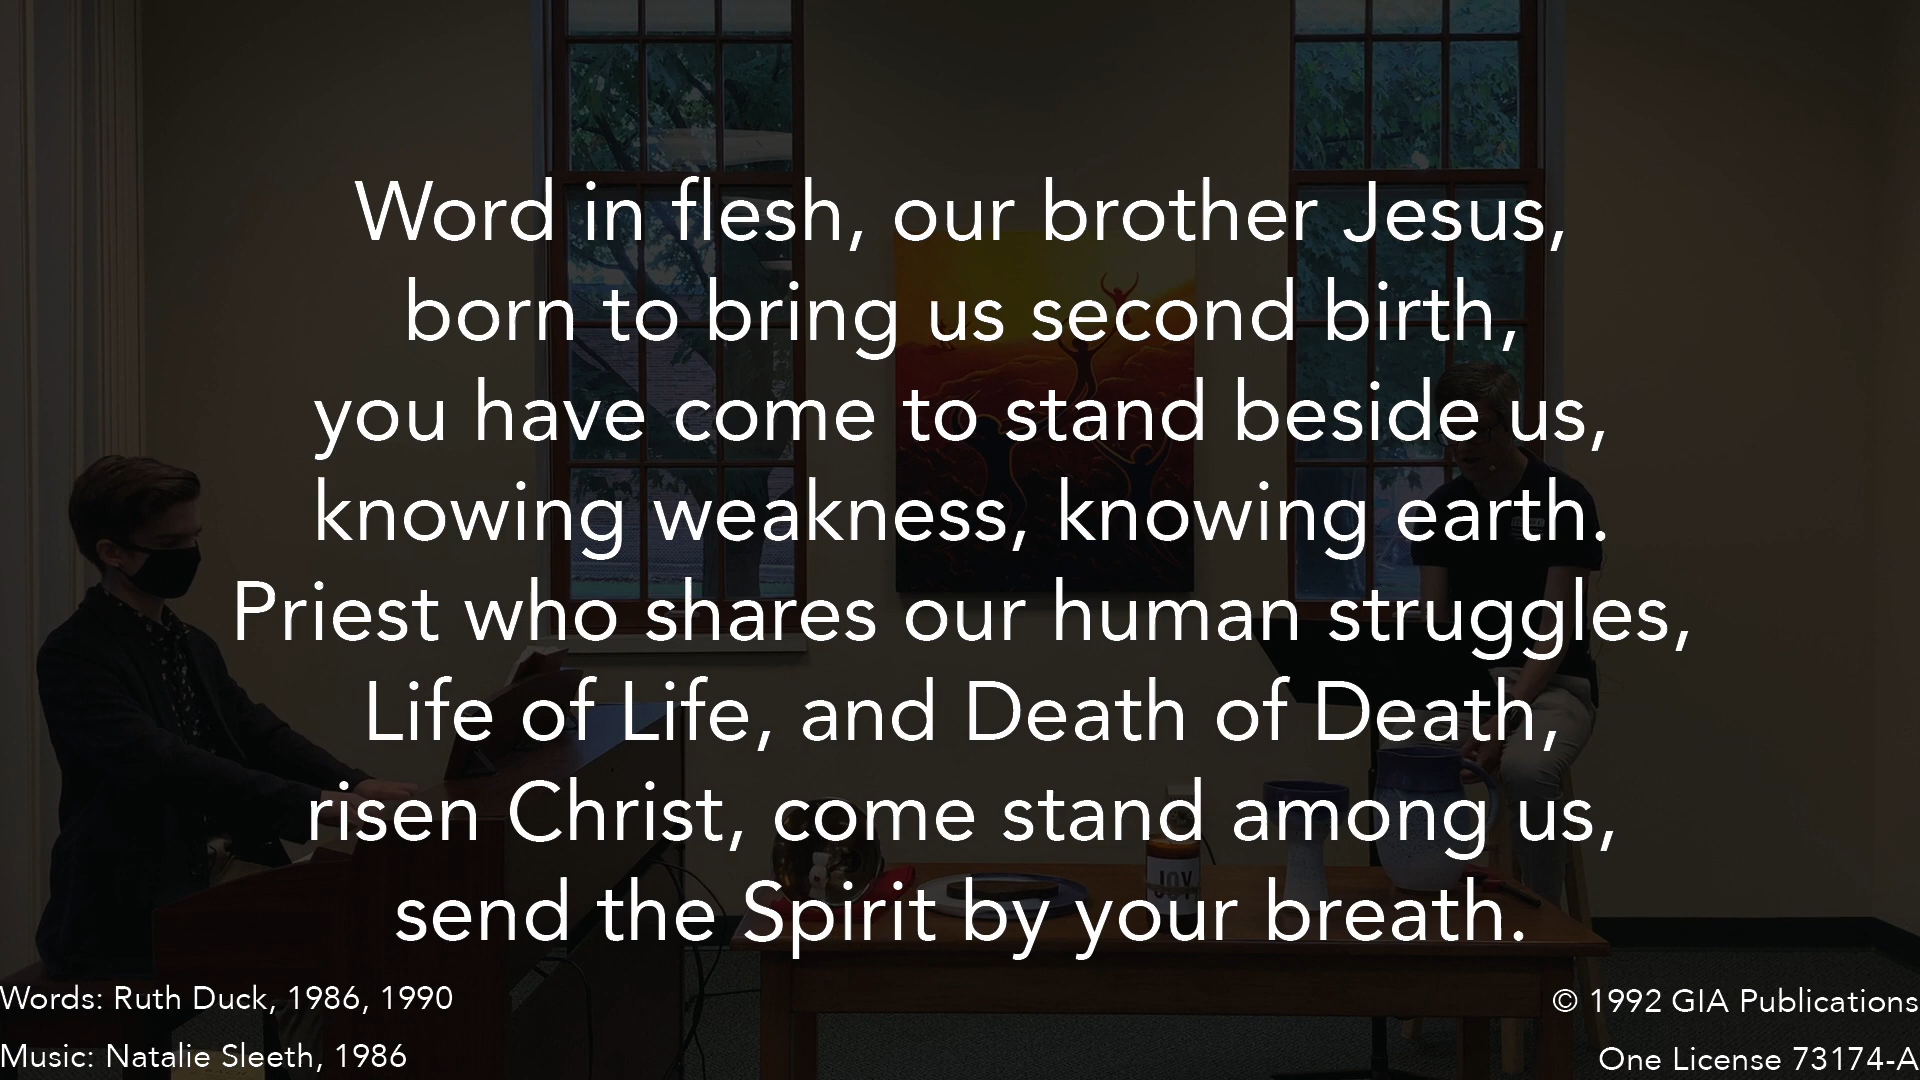 Word in flesh, our brother Jesus,
born to bring us second birth,
you have come to stand beside us,
knowing weakness, knowing earth.
Priest who shares our human struggles,
Life of Life, and Death of Death,
risen Christ, come stand among us,
send the Spirit by your breath.
JOY
Words: Ruth Duck, 1986, 1990
Music: Natalie Sleeth, 1986
© 1992 GIA Publications
One License 73174-A